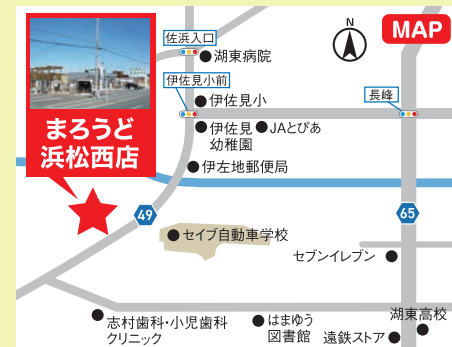 佐浜入口
N
MAP
湖東病院
伊佐見小前
伊佐見小
長峰
伊佐見
幼稚園
JAとぴあ
まろうど
浜松西店
伊左地郵便局
49
65
セイブ自動車学校
セブンイレブン
志村歯科・小児歯科
クリニック
はまゆう
図書館
湖東高校
遠鉄ストア